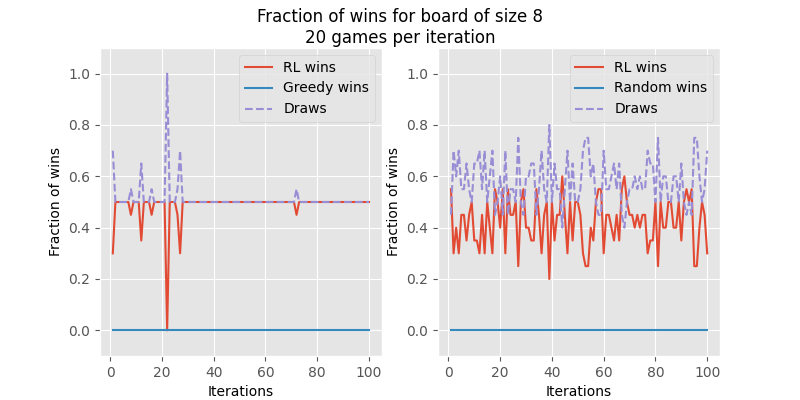 Fraction of wins for board of size 8
20 games per iteration
RL wins
Greedy wins
Draws
1.0
0.8
0.6
0.4
0.2
0.0
Fraction of wins
0
20
40
60
80
100
Iterations
RL wins
Random wins
Draws
1.0
0.8
0.6
0.4
0.2
0.0
Fraction of wins
0
20
40
60
80
100
Iterations